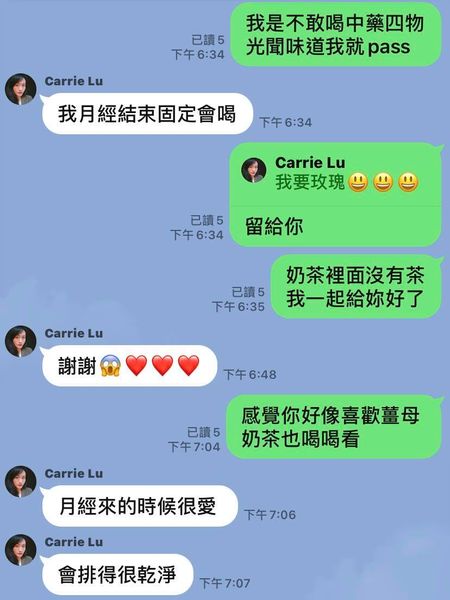 我是不敢喝中藥四物
光聞味道我就pass
已讀5
下午6:34
Carrie Lu
我月經結束固定會喝
下午6:34
Carrie Lu
我要玫瑰😃😃😃
留給你
已讀5
下午6:34
奶茶裡面沒有茶
我一起給妳好了
已讀5
下午6:35
Carrie Lu
謝謝😱❤️❤️❤️
下午6:48
感覺你好像喜歡薑母
奶茶也喝喝看
已讀5
下午7:04
Carrie Lu
月經來的時候很愛
下午7:06
Carrie Lu
會排得很乾淨
下午7:07